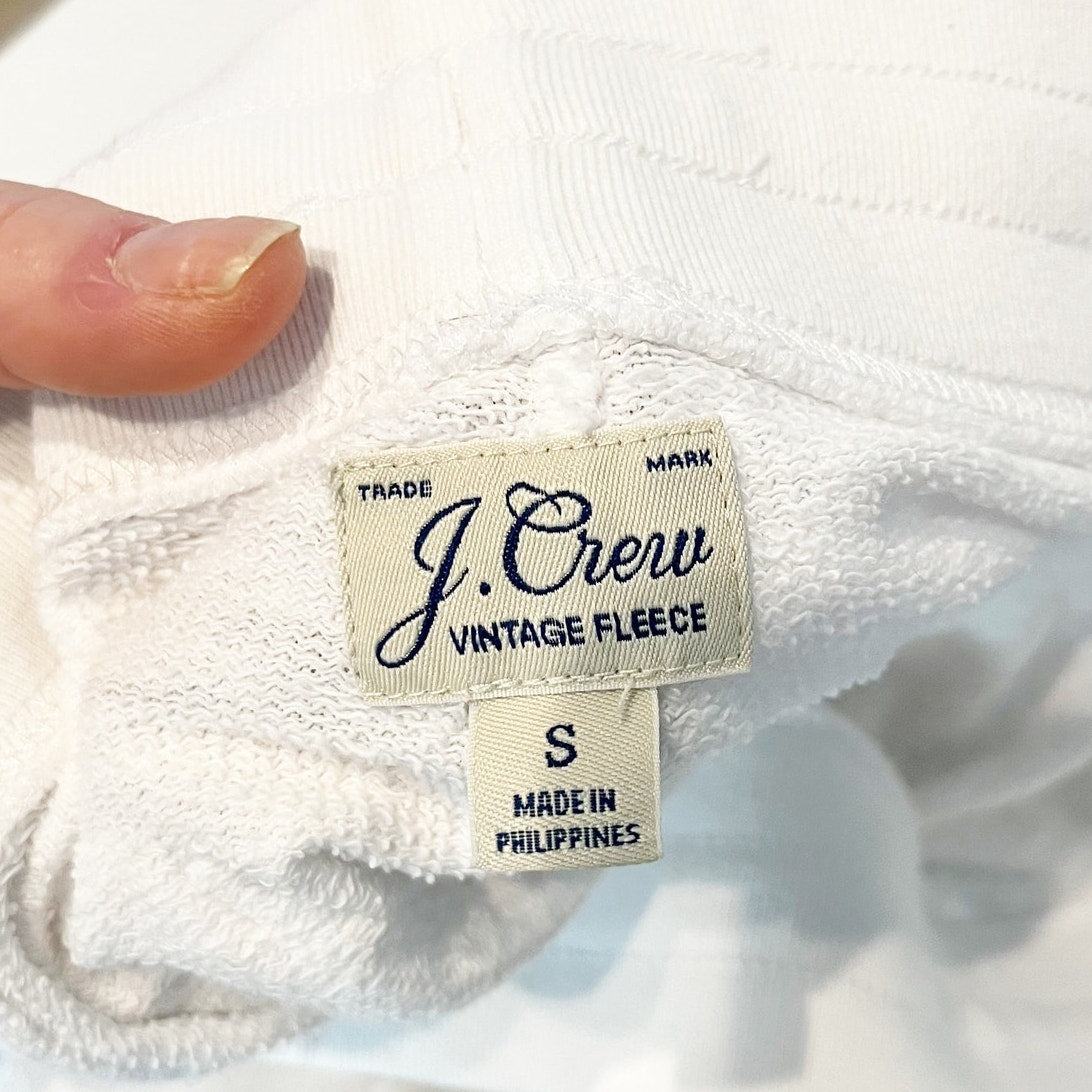 TRADE MARK
J. Crew
VINTAGE FLEECE
S
MADE IN
PHILIPPINES